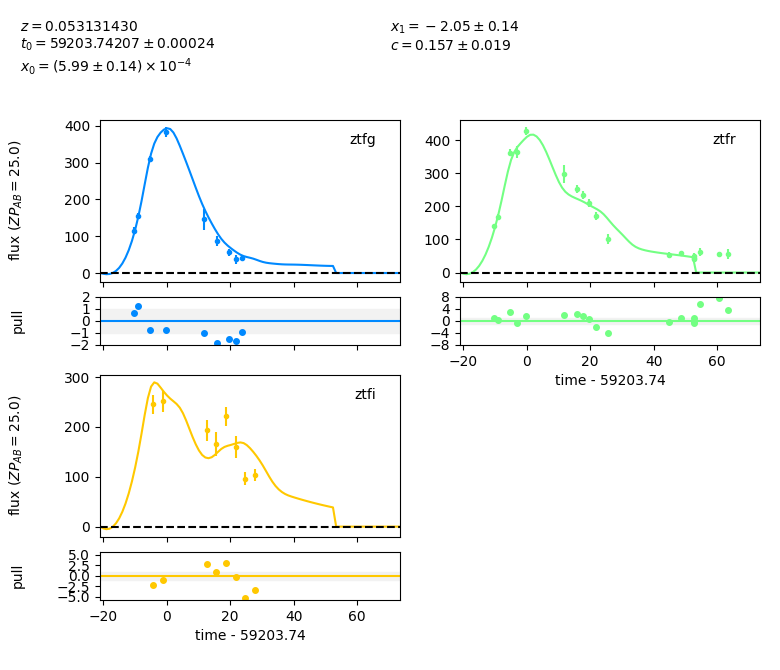 z = 0.053131430
t₀ = 59203.74207 ± 0.00024
x₀ = (5.99 ± 0.14) × 10⁻⁴
x₁ = −2.05 ± 0.14
c = 0.157 ± 0.019
flux (ZP_AB = 25.0)
400
300
200
100
0
ztfg
400
300
200
100
0
ztfr
pull
2
1
0
−1
−2
8
4
0
−4
−8
−20 0 20 40 60
time - 59203.74
flux (ZP_AB = 25.0)
300
200
100
0
ztfi
pull
5.0
2.5
0.0
−2.5
−5.0
−20 0 20 40 60
time - 59203.74